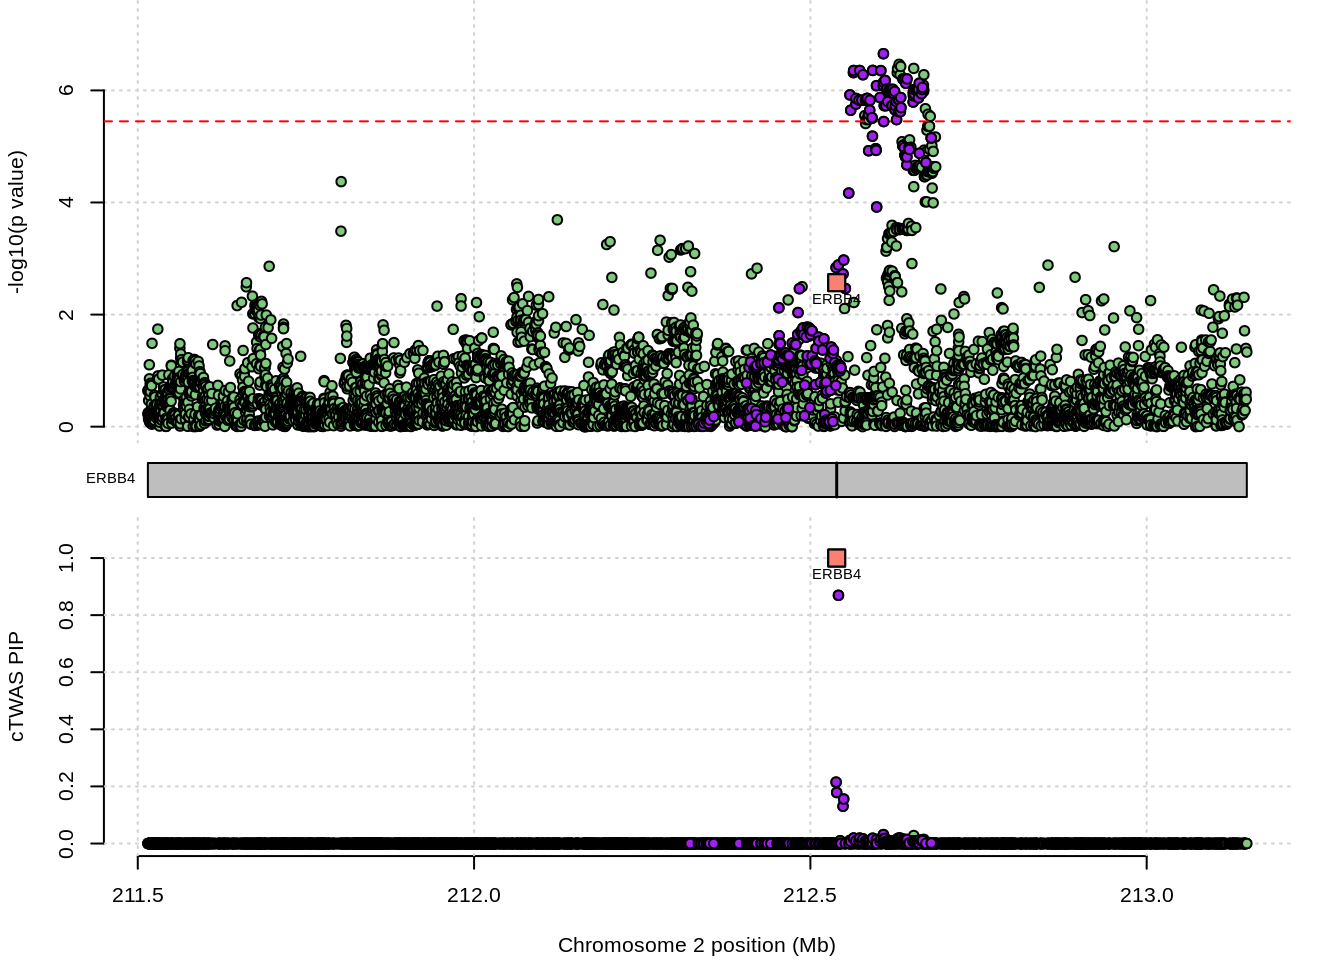 -log10(p value)
6
4
2
0
ERBB4
ERBB4
cTWAS PIP
1.0
0.8
0.6
0.4
0.2
0.0
ERBB4
211.5 212.0 212.5 213.0
Chromosome 2 position (Mb)